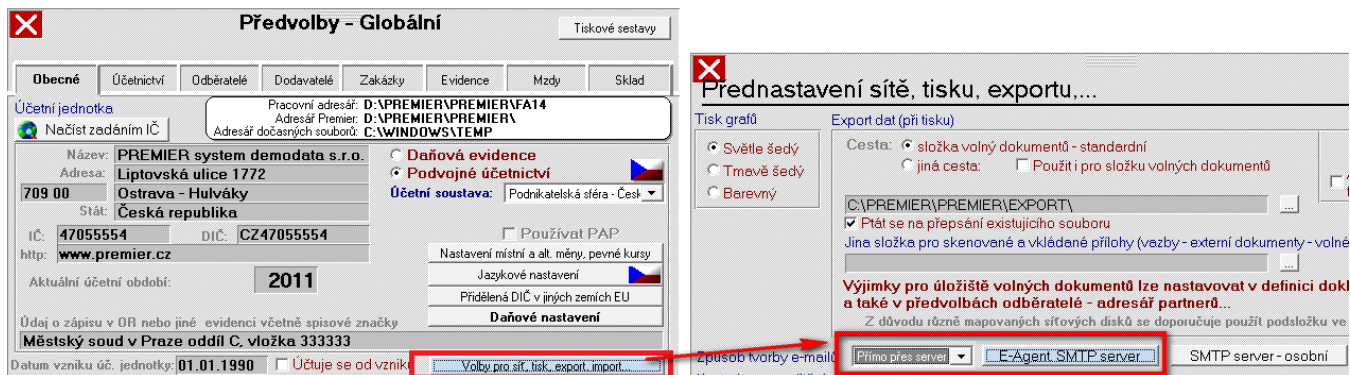 Předvolby - Globální
Tiskové sestavy
Obecné Účetnictví Odběratelé Dodavatelé Zakázky Evidence Mzdy Sklad
Účetní jednotka
Načíst zadáním IČ
Pracovní adresář: D:\PREMIER\PREMIER\FA14
Adresář Premier: D:\PREMIER\PREMIER\
Adresář dočasných souborů: C:\WINDOWS\TEMP
Název: PREMIER system demodata s.r.o.
Adresa: Liptovská ulice 1772
709 00 Ostrava - Hulváky
Stát: Česká republika
Daňová evidence
Podvojné účetnictví
Účetní soustava: Podnikatelská sféra - Česk
IČ: 47055554 DIČ: CZ47055554
Používat PAP
http: www.premier.cz
Nastavení místní a alt. měny, pevné kursy
Aktuální účetní období: 2011
Jazykové nastavení
Přidělená DIČ v jiných zemích EU
Daňové nastavení
Údaj o zápisu v OR nebo jiné evidenci včetně spisové značky
Městský soud v Praze oddíl C, vložka 333333
Datum vzniku úč. jednotky: 01.01.1990 Účtuje se od vzniku
Volby pro síť, tisk, export, import...
Přednastavení sítě, tisku, exportu,...
Tisk grafů
Světle šedý
Tmavě šedý
Barevný
Export dat (při tisku)
Cesta: složka volný dokumentů - standardní
jiná cesta: Použit i pro složku volných dokumentů
C:\PREMIER\PREMIER\EXPORT\ ...
Ptát se na přepsání existujícího souboru
Jina složka pro skenované a vkládané přílohy (vazby - externí dokumenty - volné
...
Výjimky pro úložiště volných dokumentů lze nastavovat v definici dokl
a také v předvolbách odběratelé - adresář partnerů...
Z důvodu různě mapovaných síťových disků se doporučuje použít podsložku ve
Způsob tvorby e-mailů Přímo přes server E-Agent SMTP server SMTP server - osobní